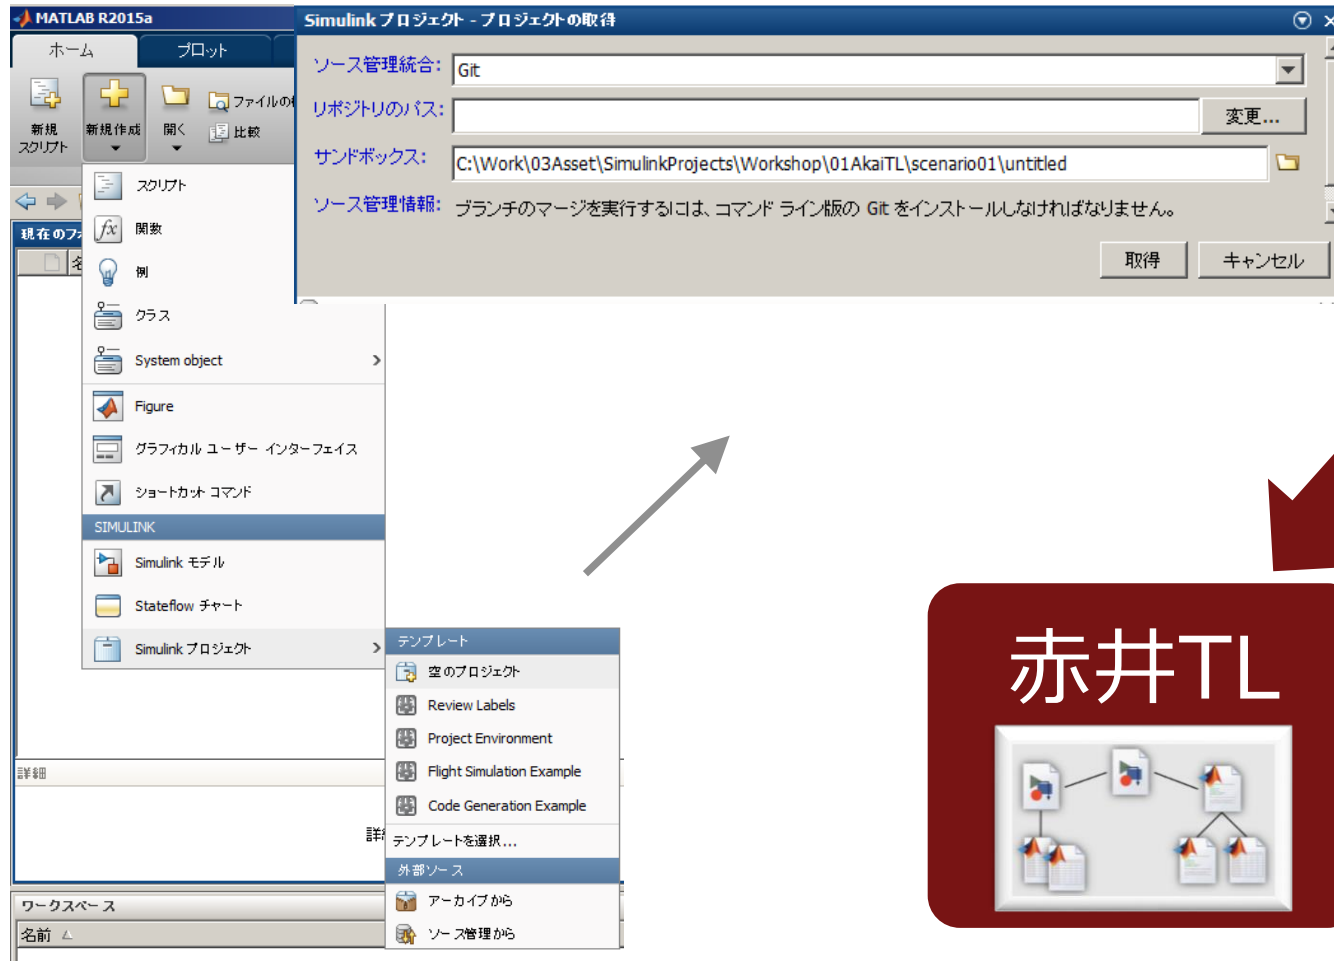 MATLAB R2015a
ホーム
プロット
新規
スクリプト
新規作成
開く
ファイルの
比較
Simulink プロジェクト - プロジェクトの取得
ソース管理統合:
Git
リポジトリのパス:
変更...
サンドボックス:
C:\Work\03Asset\SimulinkProjects\Workshop\01AkaiTL\scenario01\untitled
ソース管理情報:
ブランチのマージを実行するには、コマンド ライン版の Git をインストールしなければなりません。
取得
キャンセル
現在のフ
名
スクリプト
関数
例
クラス
System object
Figure
グラフィカル ユーザー インターフェイス
ショートカット コマンド
SIMULINK
Simulink モデル
Stateflow チャート
Simulink プロジェクト
テンプレート
空のプロジェクト
Review Labels
Project Environment
Flight Simulation Example
Code Generation Example
テンプレートを選択...
外部ソース
アーカイブから
ソース管理から
詳細
詳
ワークスペース
名前
赤井TL